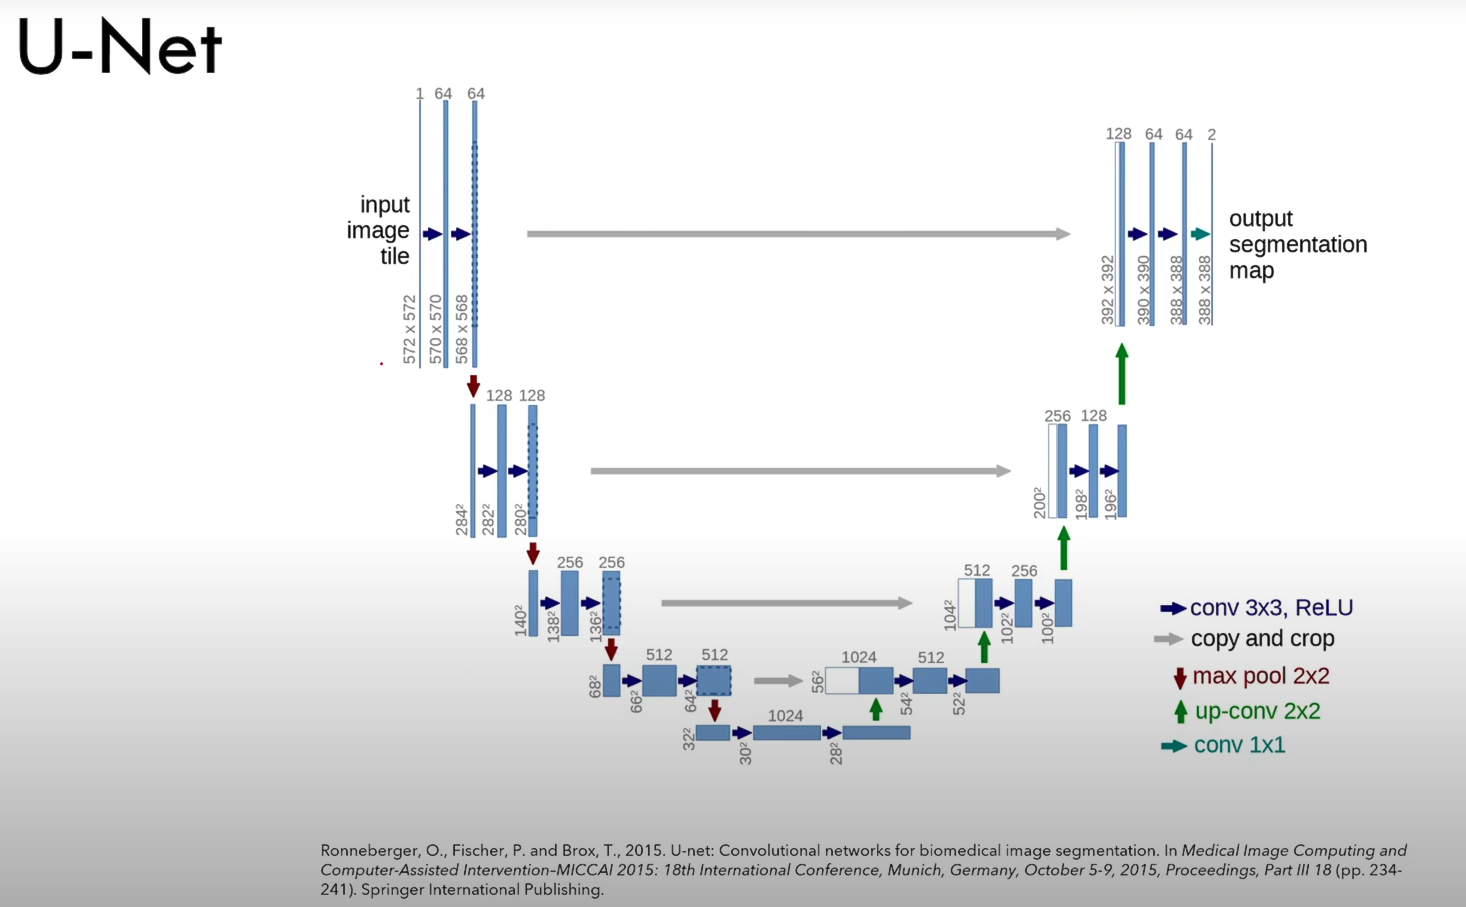 U-Net
1 64 64
128 64 64 2
input
image
tile
output
segmentation
map
572 x 572
570 x 570
568 x 568
392 x 392
390 x 390
388 x 388
388 x 388
128 128
256 128
284²
282²
280²
200²
198²
196²
256 256
512 256
140²
138²
136²
104²
102²
100²
512 512
1024 512
68²
66²
64²
56²
54²
52²
1024
32²
30²
28²
conv 3x3, ReLU
copy and crop
max pool 2x2
up-conv 2x2
conv 1x1
Ronneberger, O., Fischer, P. and Brox, T., 2015. U-net: Convolutional networks for biomedical image segmentation. In Medical Image Computing and
Computer-Assisted Intervention–MICCAI 2015: 18th International Conference, Munich, Germany, October 5-9, 2015, Proceedings, Part III 18 (pp. 234-
241). Springer International Publishing.